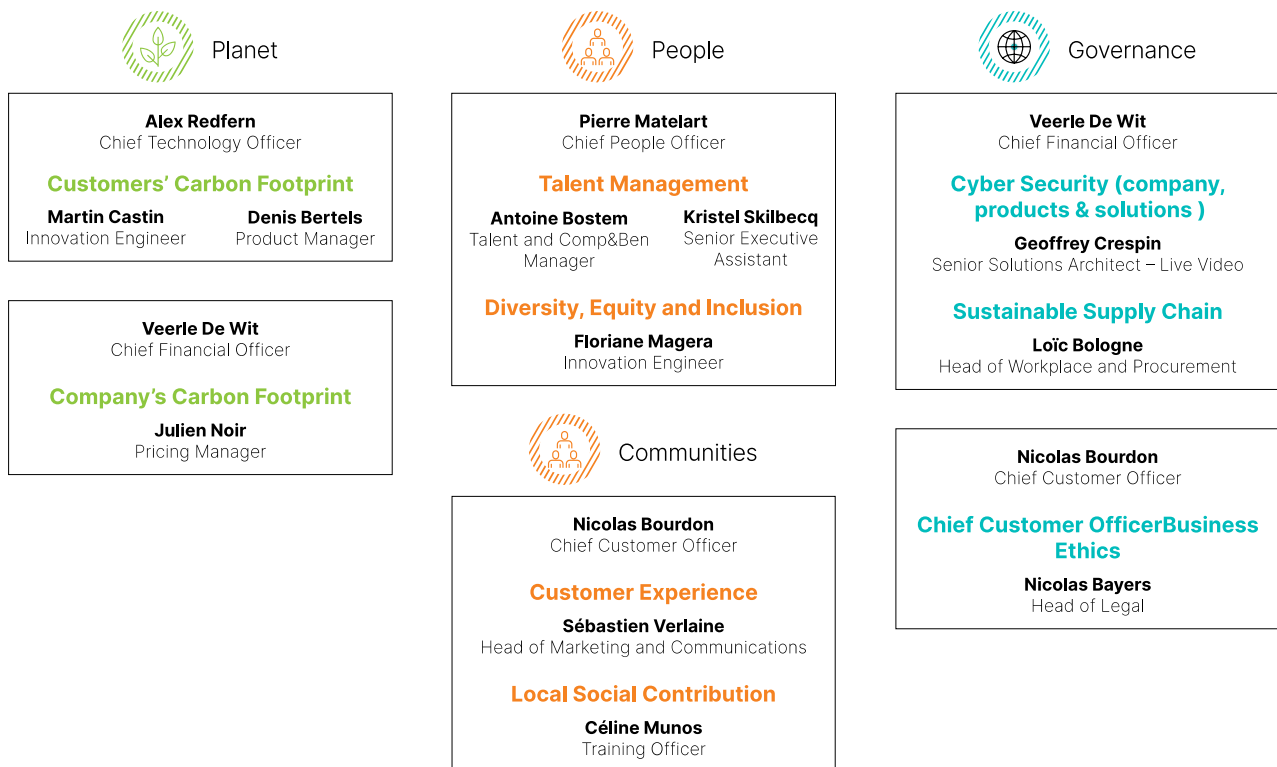 Planet
Alex Redfern
Chief Technology Officer
Customers’ Carbon Footprint
Martin Castin
Innovation Engineer
Denis Bertels
Product Manager
Veerle De Wit
Chief Financial Officer
Company’s Carbon Footprint
Julien Noir
Pricing Manager
People
Pierre Matelart
Chief People Officer
Talent Management
Antoine Bostem
Talent and Comp&Ben
Manager
Kristel Skilbecq
Senior Executive
Assistant
Diversity, Equity and Inclusion
Floriane Magera
Innovation Engineer
Communities
Nicolas Bourdon
Chief Customer Officer
Customer Experience
Sébastien Verlaine
Head of Marketing and Communications
Local Social Contribution
Céline Munos
Training Officer
Governance
Veerle De Wit
Chief Financial Officer
Cyber Security (company,
products & solutions )
Geoffrey Crespin
Senior Solutions Architect – Live Video
Sustainable Supply Chain
Loïc Bologne
Head of Workplace and Procurement
Nicolas Bourdon
Chief Customer Officer
Chief Customer OfficerBusiness
Ethics
Nicolas Bayers
Head of Legal